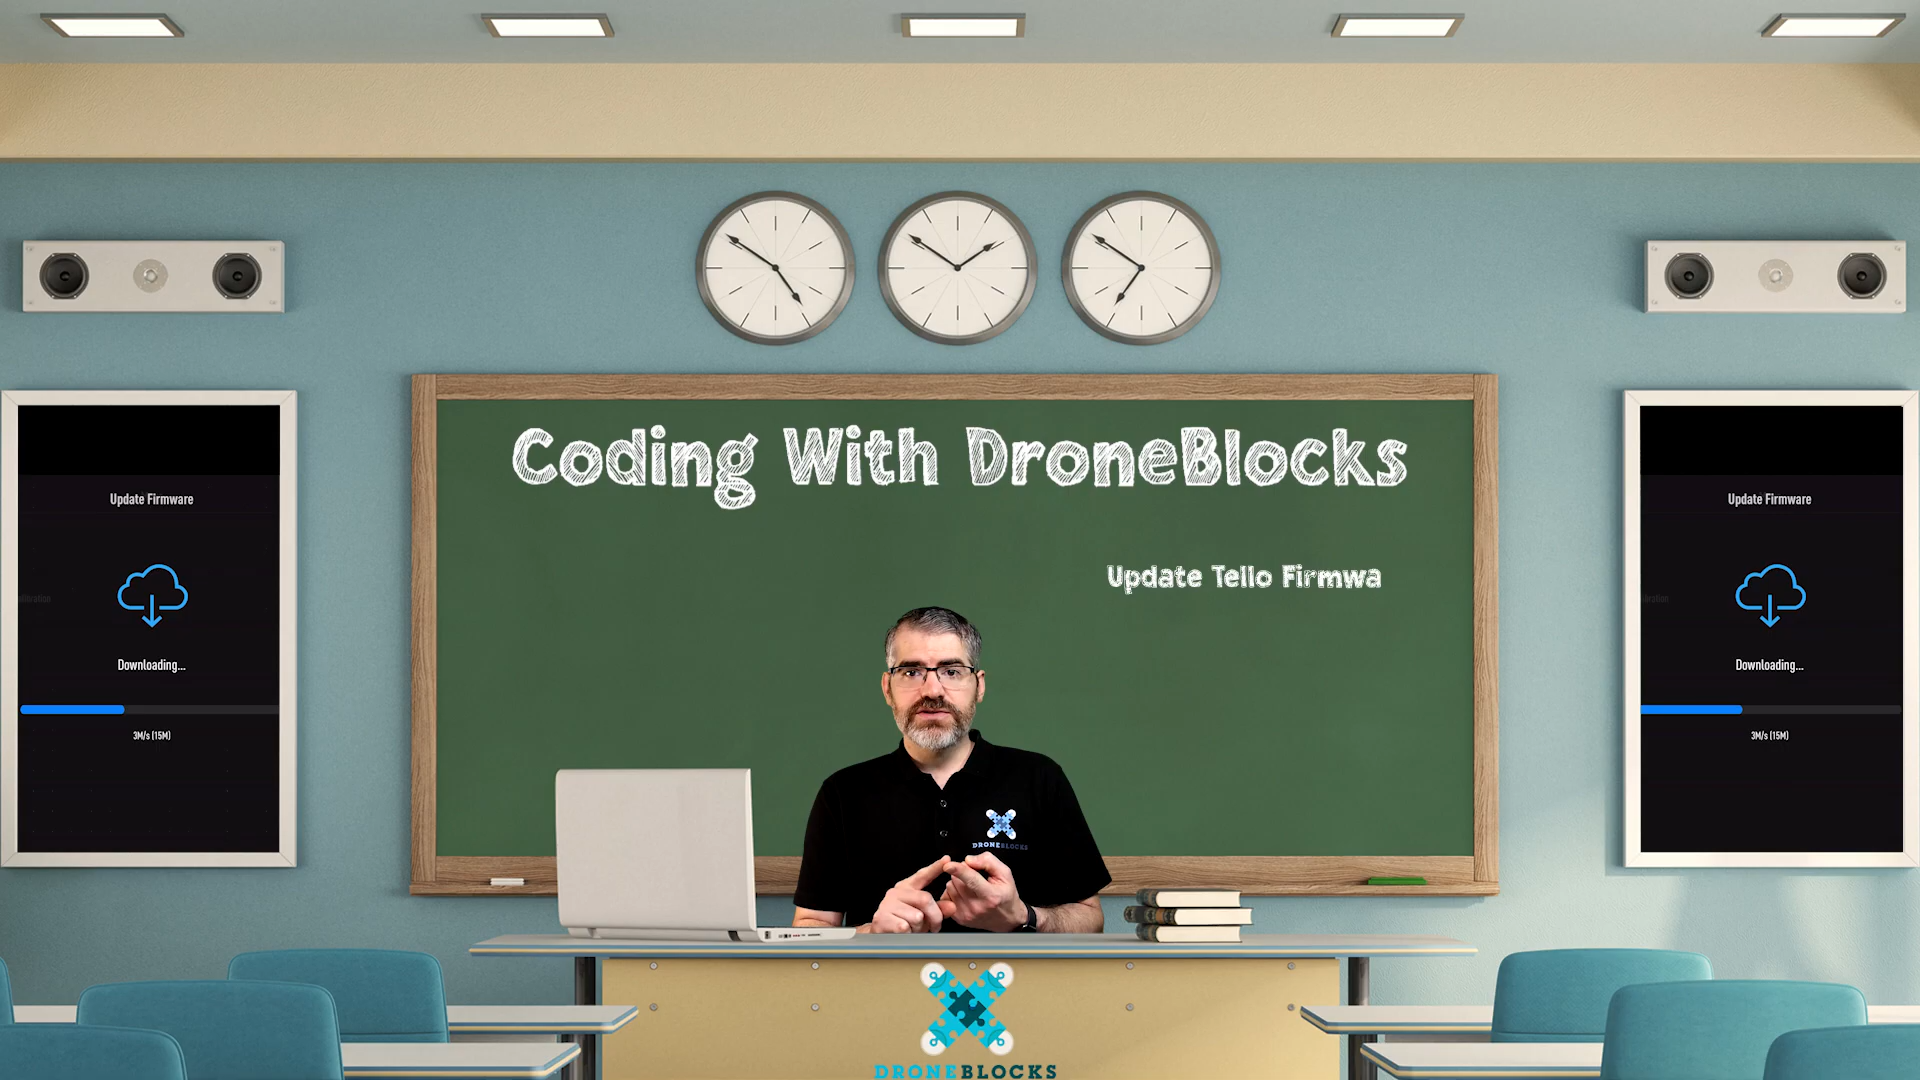 Coding With DroneBlocks
Update Tello Firmwa
Update Firmware
Downloading...
3M/s (15M)
Update Firmware
Downloading...
3M/s (15M)
DRONEBLOCKS
DRONEBLOCKS